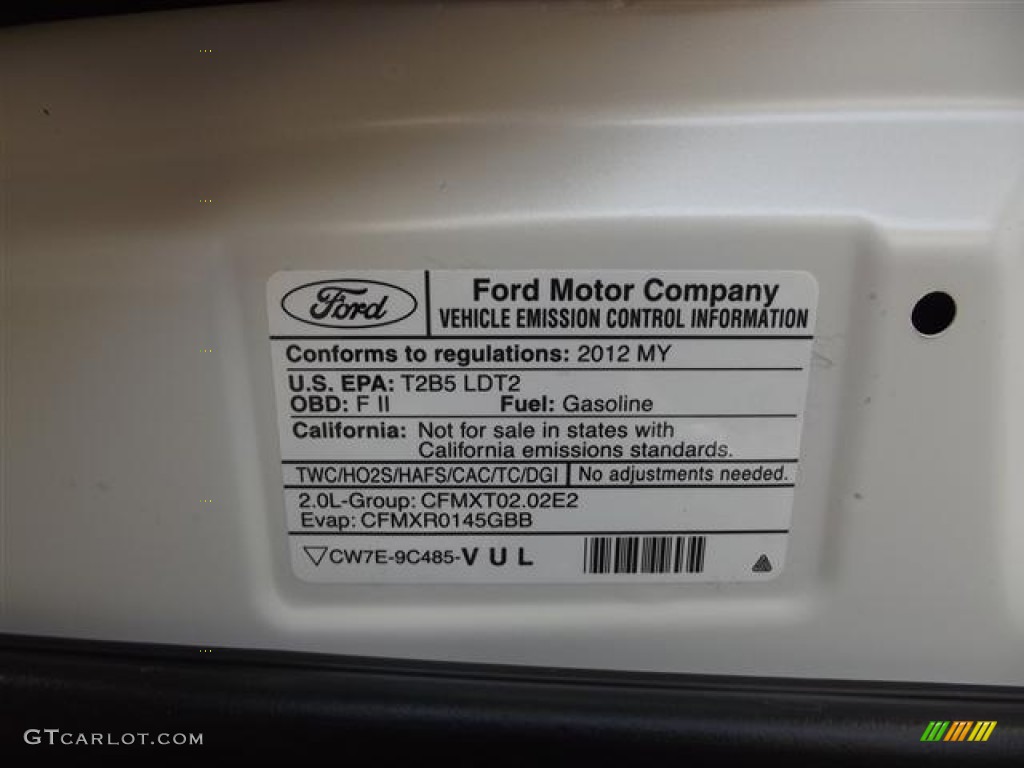 Ford
Ford Motor Company
VEHICLE EMISSION CONTROL INFORMATION
Conforms to regulations: 2012 MY
U.S. EPA: T2B5 LDT2
OBD: F II Fuel: Gasoline
California: Not for sale in states with
California emissions standards.
TWC/HO2S/HAFS/CAC/TC/DGI No adjustments needed.
2.0L-Group: CFMXT02.02E2
Evap: CFMXR0145GBB
CW7E-9C485-V U L
GTCARLOT.COM